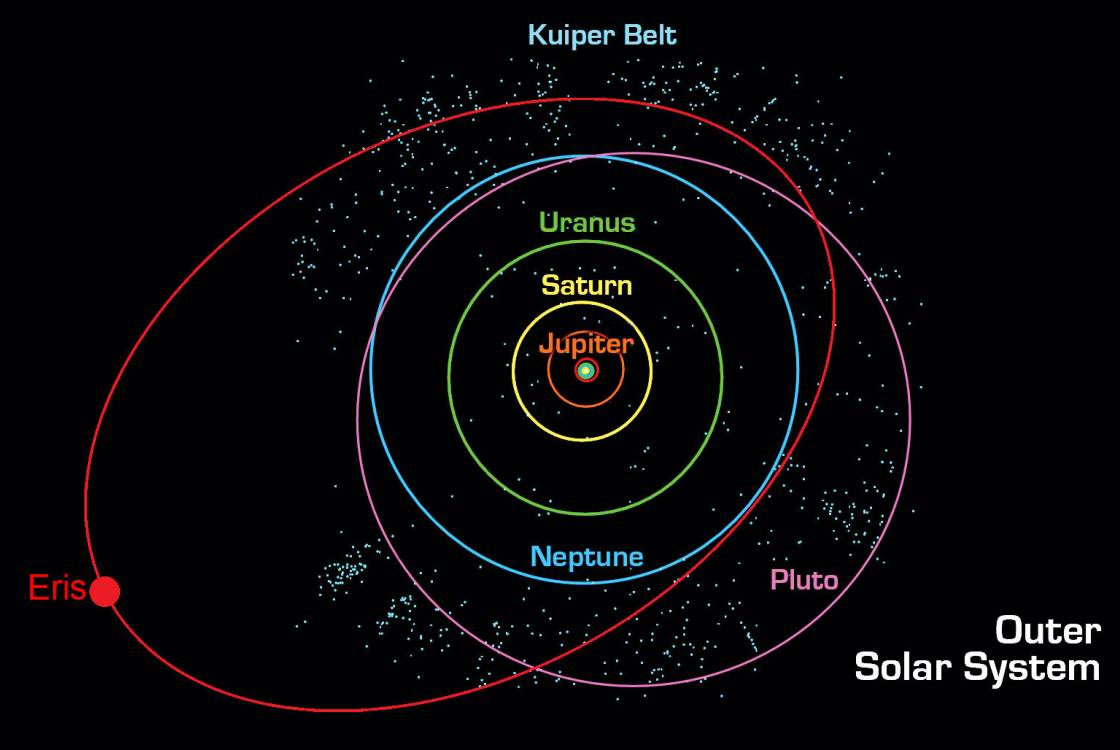 Kuiper Belt
Uranus
Saturn
Jupiter
Neptune
Pluto
Eris
Outer
Solar System